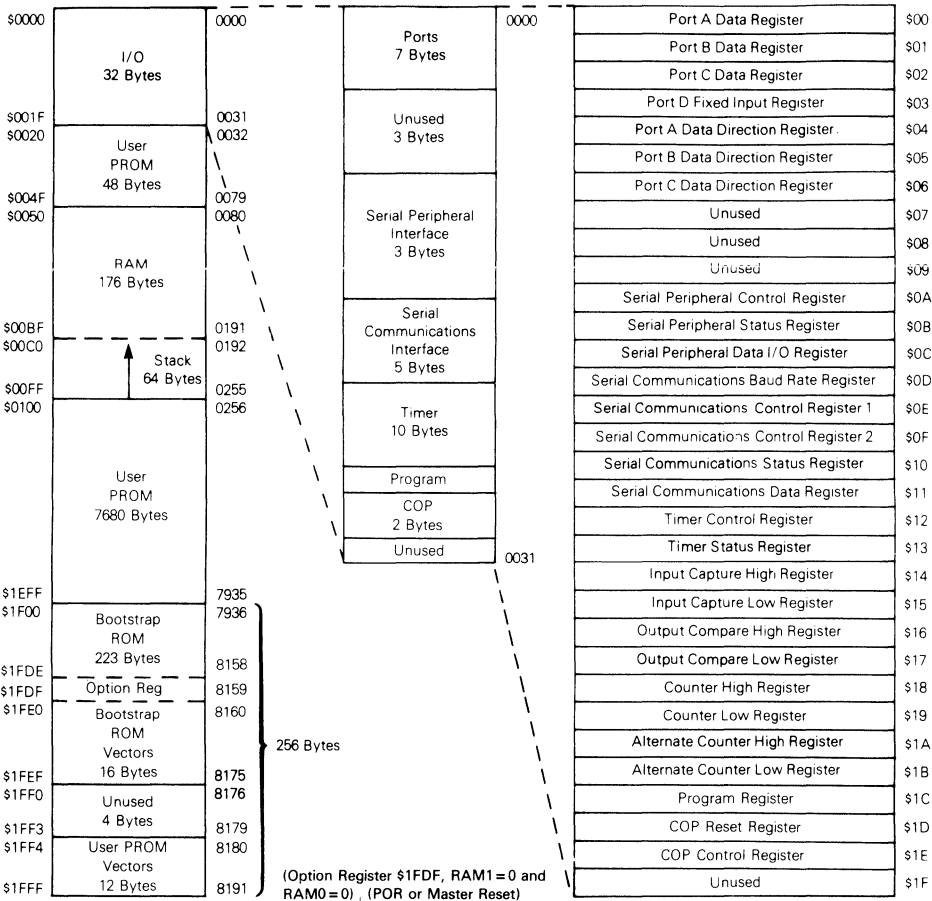 $0000
I/O
32 Bytes
0000
$001F
0031
$0020
0032
User
PROM
48 Bytes
$004F
0079
$0050
0080
RAM
176 Bytes
$00BF
0191
$00C0
0192
Stack
64 Bytes
$00FF
0255
$0100
0256
User
PROM
7680 Bytes
$1EFF
7935
$1F00
7936
Bootstrap
ROM
223 Bytes
$1FDE
8158
$1FDF
Option Reg
8159
$1FE0
8160
Bootstrap
ROM
Vectors
16 Bytes
$1FEF
8175
$1FF0
8176
Unused
4 Bytes
$1FF3
8179
$1FF4
8180
User PROM
Vectors
12 Bytes
$1FFF
8191
256 Bytes
(Option Register $1FDF, RAM1=0 and
RAM0=0), (POR or Master Reset)
0000
Ports
7 Bytes
Unused
3 Bytes
Serial Peripheral
Interface
3 Bytes
Serial
Communications
Interface
5 Bytes
Timer
10 Bytes
Program
COP
2 Bytes
Unused
0031
Port A Data Register $00
Port B Data Register $01
Port C Data Register $02
Port D Fixed Input Register $03
Port A Data Direction Register. $04
Port B Data Direction Register $05
Port C Data Direction Register $06
Unused $07
Unused $08
Unused $09
Serial Peripheral Control Register $0A
Serial Peripheral Status Register $0B
Serial Peripheral Data I/O Register $0C
Serial Communications Baud Rate Register $0D
Serial Communications Control Register 1 $0E
Serial Communications Control Register 2 $0F
Serial Communications Status Register $10
Serial Communications Data Register $11
Timer Control Register $12
Timer Status Register $13
Input Capture High Register $14
Input Capture Low Register $15
Output Compare High Register $16
Output Compare Low Register $17
Counter High Register $18
Counter Low Register $19
Alternate Counter High Register $1A
Alternate Counter Low Register $1B
Program Register $1C
COP Reset Register $1D
COP Control Register $1E
Unused $1F